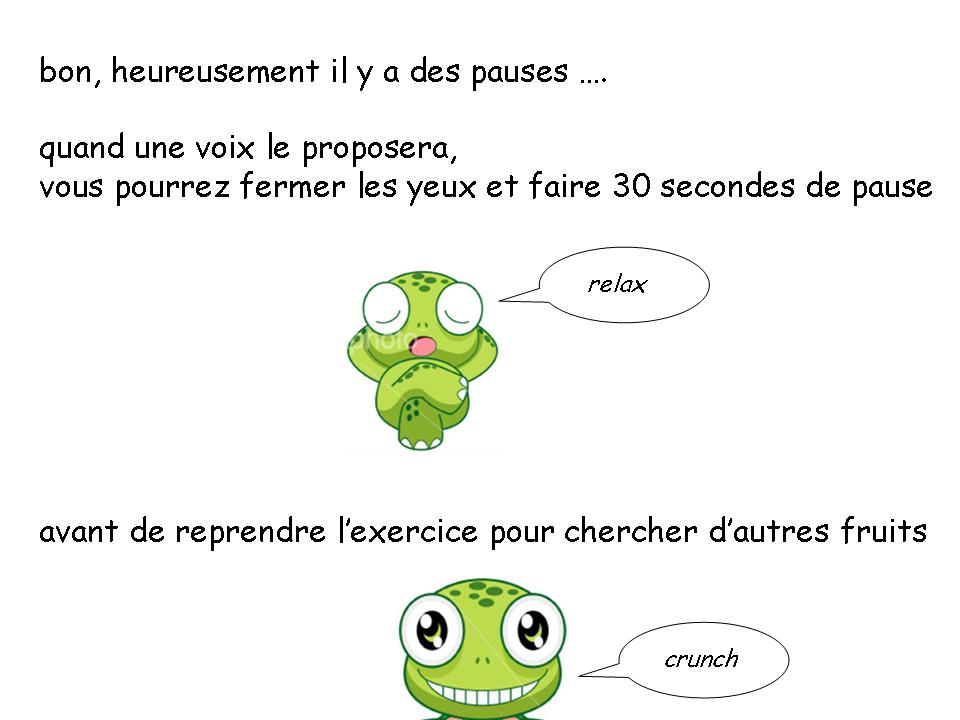 bon, heureusement il y a des pauses ....
quand une voix le proposera,
vous pourrez fermer les yeux et faire 30 secondes de pause
relax
photo
avant de reprendre l'exercice pour chercher d'autres fruits
crunch